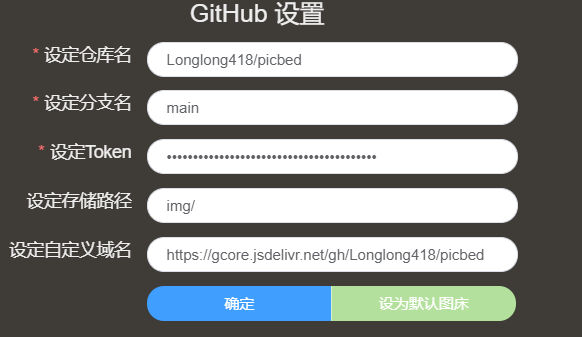 GitHub 设置
* 设定仓库名 Longlong418/picbed
* 设定分支名 main
* 设定Token ••••••••••••••••••••••••••••••••••••••••
设定存储路径 img/
设定自定义域名 https://gcore.jsdelivr.net/gh/Longlong418/picbed
确定 设为默认图床